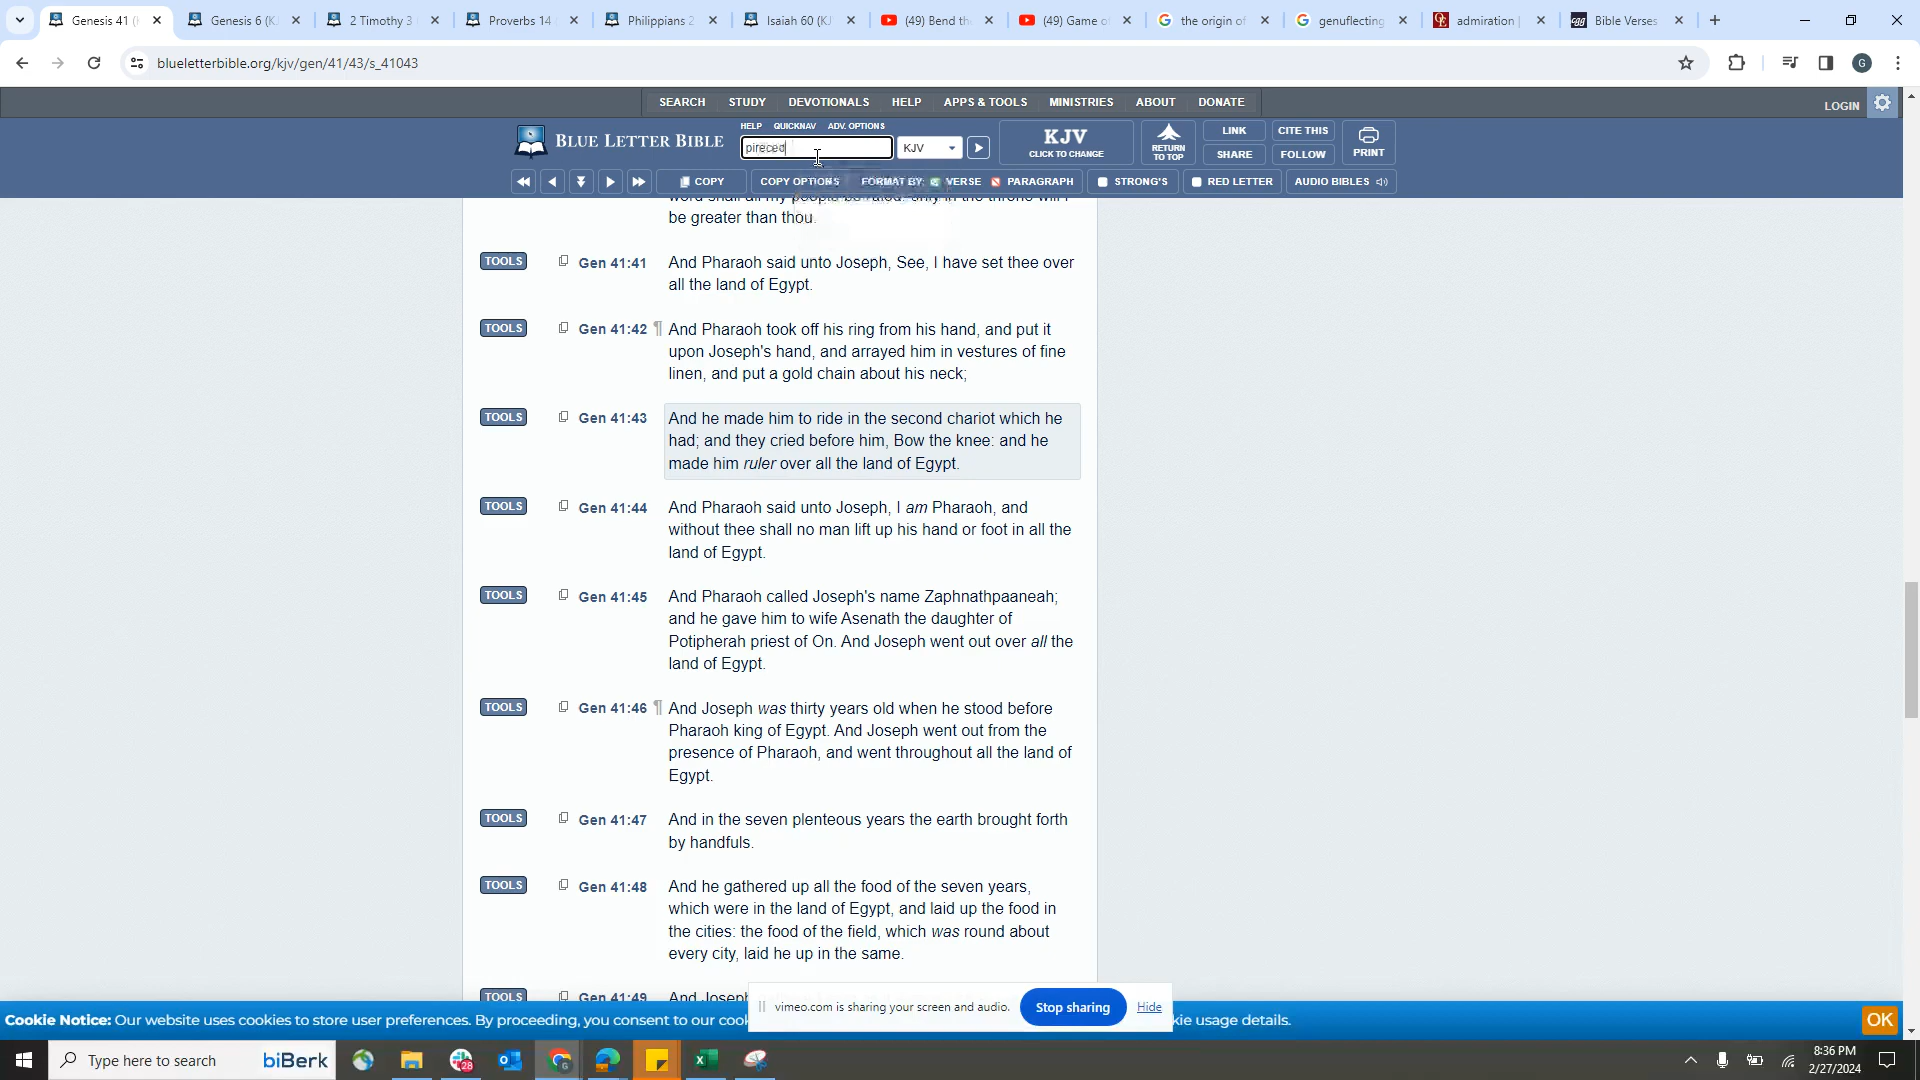 Genesis 41 (
Genesis 6 (K
2 Timothy 3
Proverbs 14
Philippians 2
Isaiah 60 (K
(49) Bend th
(49) Game o
the origin of
genuflecting
admiration |
Bible Verses
blueletterbible.org/kjv/gen/41/43/s_41043
G
SEARCH STUDY DEVOTIONALS HELP APPS & TOOLS MINISTRIES ABOUT DONATE
LOGIN
BLUE LETTER BIBLE
HELP QUICKNAV ADV. OPTIONS
pireced
KJV
KJV
CLICK TO CHANGE
RETURN
TO TOP
LINK
CITE THIS
SHARE
FOLLOW
PRINT
COPY
COPY OPTIONS
FORMAT BY: VERSE PARAGRAPH
STRONG'S
RED LETTER
AUDIO BIBLES
be greater than thou.
TOOLS Gen 41:41 And Pharaoh said unto Joseph, See, I have set thee over
all the land of Egypt.
TOOLS Gen 41:42 ¶ And Pharaoh took off his ring from his hand, and put it
upon Joseph's hand, and arrayed him in vestures of fine
linen, and put a gold chain about his neck;
TOOLS Gen 41:43 And he made him to ride in the second chariot which he
had; and they cried before him, Bow the knee: and he
made him ruler over all the land of Egypt.
TOOLS Gen 41:44 And Pharaoh said unto Joseph, I am Pharaoh, and
without thee shall no man lift up his hand or foot in all the
land of Egypt.
TOOLS Gen 41:45 And Pharaoh called Joseph's name Zaphnathpaaneah;
and he gave him to wife Asenath the daughter of
Potipherah priest of On. And Joseph went out over all the
land of Egypt.
TOOLS Gen 41:46 ¶ And Joseph was thirty years old when he stood before
Pharaoh king of Egypt. And Joseph went out from the
presence of Pharaoh, and went throughout all the land of
Egypt.
TOOLS Gen 41:47 And in the seven plenteous years the earth brought forth
by handfuls.
TOOLS Gen 41:48 And he gathered up all the food of the seven years,
which were in the land of Egypt, and laid up the food in
the cities: the food of the field, which was round about
every city, laid he up in the same.
TOOLS Gen 41:49 And Joseph
vimeo.com is sharing your screen and audio. Stop sharing Hide
Cookie Notice: Our website uses cookies to store user preferences. By proceeding, you consent to our cook
kie usage details.
OK
Type here to search
biBerk
28
G
8:36 PM
2/27/2024